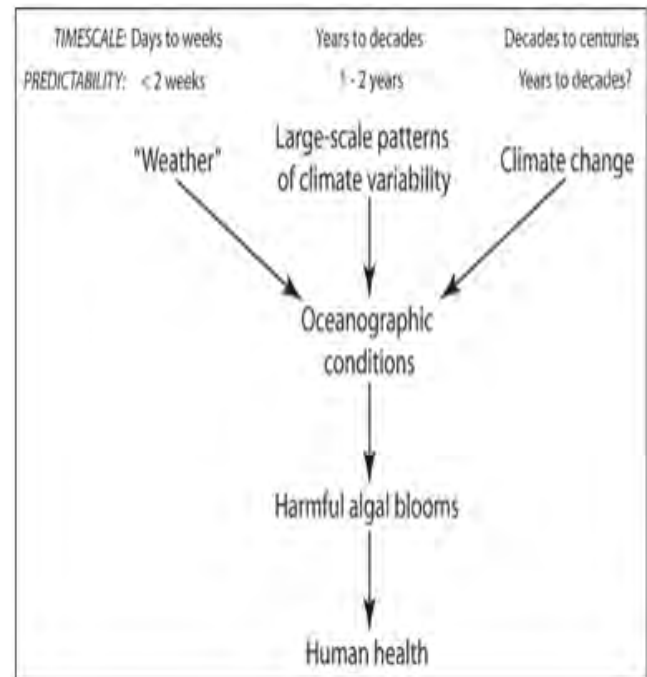 TIMESCALE: Days to weeks Years to decades Decades to centuries
PREDICTABILITY: < 2 weeks 1 - 2 years Years to decades?
"Weather"
Large-scale patterns
of climate variability
Climate change
Oceanographic
conditions
Harmful algal blooms
Human health